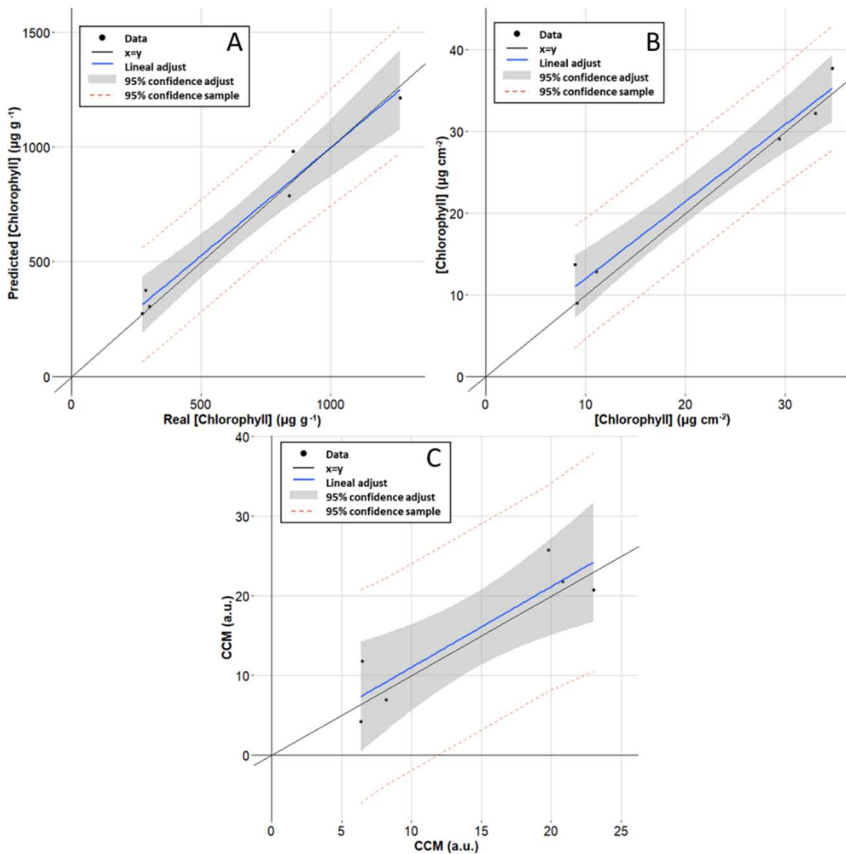 A
Data
x=y
Lineal adjust
95% confidence adjust
95% confidence sample
1500
1000
500
0
Predicted [Chlorophyll] (µg g⁻¹)
0 500 1000
Real [Chlorophyll] (µg g⁻¹)
B
Data
x=y
Lineal adjust
95% confidence adjust
95% confidence sample
40
30
20
10
0
[Chlorophyll] (µg cm⁻²)
0 10 20 30
[Chlorophyll] (µg cm⁻²)
C
Data
x=y
Lineal adjust
95% confidence adjust
95% confidence sample
40
30
20
10
0
CCM (a.u.)
0 5 10 15 20 25
CCM (a.u.)